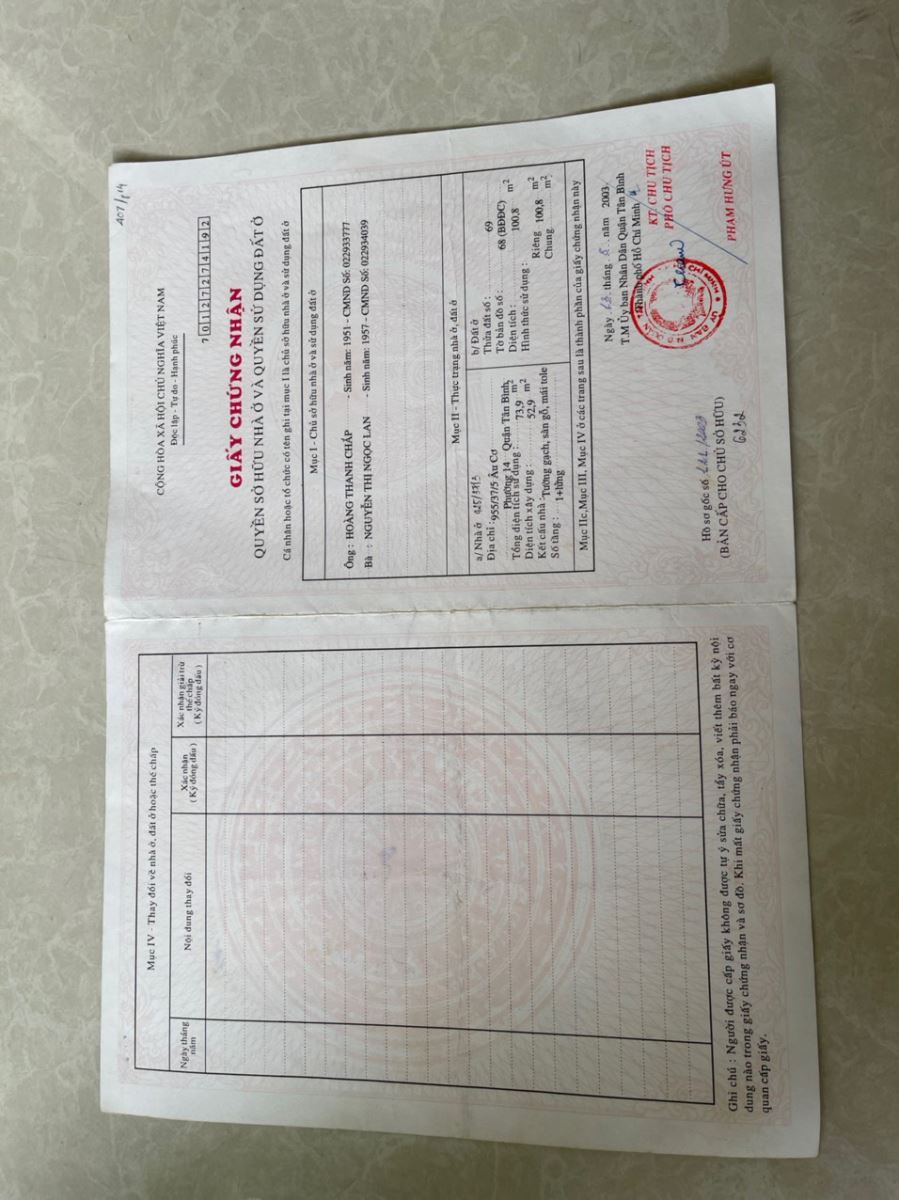 Mục IV - Thay đổi về nhà ở, đất ở hoặc thế chấp
Ngày tháng năm
Nội dung thay đổi
Xác nhận
( Ký đóng dấu )
Xác nhận giải trừ
thế chấp
( Ký đóng dấu )
Ghi chú : Người được cấp giấy không được tự ý sửa chữa, tẩy xóa, viết thêm bất kỳ nội
dung nào trong giấy chứng nhận và sơ đồ. Khi mất giấy chứng nhận phải báo ngay với cơ
quan cấp giấy.
407/14
CỘNG HÒA XÃ HỘI CHỦ NGHĨA VIỆT NAM
Độc lập - Tự do - Hạnh phúc
7 0 1 2 7 2 7 4 1 9 2
GIẤY CHỨNG NHẬN
QUYỀN SỞ HỮU NHÀ Ở VÀ QUYỀN SỬ DỤNG ĐẤT Ở
Cá nhân hoặc tổ chức có tên ghi tại mục I là chủ sở hữu nhà ở và sử dụng đất ở
Mục I - Chủ sở hữu nhà ở và sử dụng đất ở
Ông : HOÀNG THANH CHÁP - Sinh năm: 1951 - CMND Số: 022933777
Bà : NGUYỄN THỊ NGỌC LAN - Sinh năm: 1957 - CMND Số: 022934039
Mục II - Thực trạng nhà ở, đất ở
a/ Nhà ở
Địa chỉ : 955/37/5 Âu Cơ
Phường 14 Quận Tân Bình,
Tổng diện tích sử dụng : 73,9 m2
Diện tích xây dựng : 52,9 m2
Kết cấu nhà : Tường gạch, sàn gỗ, mái tole
Số tầng : 1+lửng
b/ Đất ở
Thửa đất số : 69
Tờ bản đồ số : 68 (BĐĐC)
Diện tích : 100,8 m2
Hình thức sử dụng :
Riêng 100,8 m2
Chung m2
Mục IIc,Mục III, Mục IV ở các trang sau là thành phần của giấy chứng nhận này
Ngày tháng 5 năm 2003
T.M Ủy ban Nhân Dân Quận Tân Bình
Thành phố Hồ Chí Minh
KT. CHỦ TỊCH
PHÓ CHỦ TỊCH
PHẠM HÙNG ÚT
Hồ sơ gốc số /2003
(BẢN CẤP CHO CHỦ SỞ HỮU)
6232